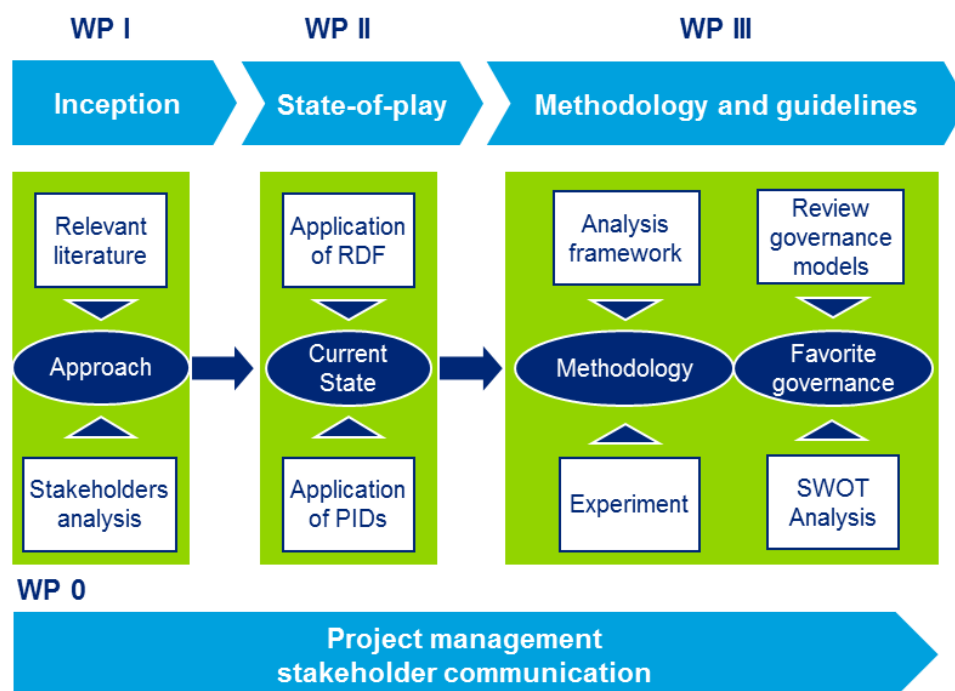 WP I
WP II
WP III
Inception
State-of-play
Methodology and guidelines
Relevant
literature
Approach
Stakeholders
analysis
Application
of RDF
Current
State
Application
of PIDs
Analysis
framework
Methodology
Experiment
Review
governance
models
Favorite
governance
SWOT
Analysis
WP 0
Project management
stakeholder communication